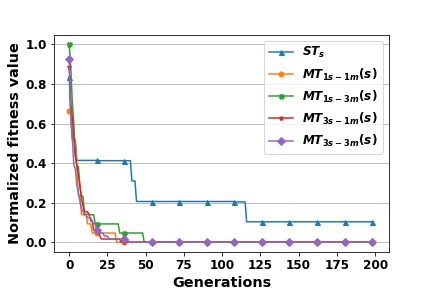 Normalized fitness value
1.0
0.8
0.6
0.4
0.2
0.0
0 25 50 75 100 125 150 175 200
Generations
STs
MT1s−1m(s)
MT1s−3m(s)
MT3s−1m(s)
MT3s−3m(s)